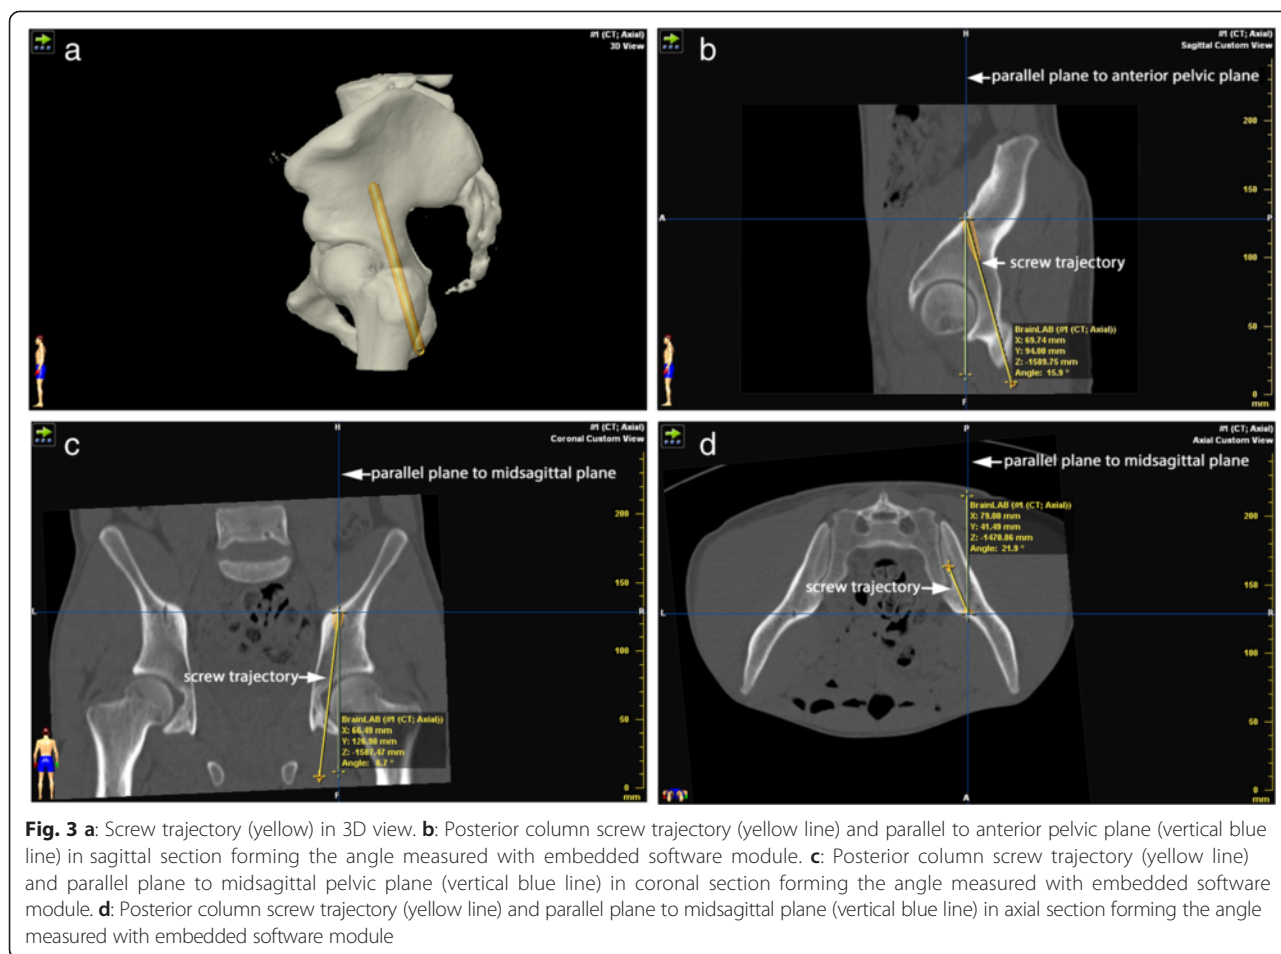 a
#1 (CT; Axial)
3D View
b
#1 (CT; Axial)
Sagittal Custom View
H
parallel plane to anterior pelvic plane
200
150
A
P
screw trajectory
100
BrainLAB (#1 (CT; Axial))
X: 69.74 mm
Y: 94.80 mm
Z: -1589.75 mm
Angle: 15.9 °
50
F
0
mm
c
#1 (CT; Axial)
Coronal Custom View
H
parallel plane to midsagittal plane
200
150
L
R
100
screw trajectory
BrainLAB (#1 (CT; Axial))
X: 66.49 mm
Y: 126.90 mm
Z: -1587.47 mm
Angle: 6.7 °
50
F
0
mm
d
#1 (CT; Axial)
Axial Custom View
P
parallel plane to midsagittal plane
BrainLAB (#1 (CT; Axial))
X: 79.00 mm
Y: 41.49 mm
Z: -1470.06 mm
Angle: 21.9 °
200
150
screw trajectory
L
R
100
50
A
0
mm
Fig. 3 a: Screw trajectory (yellow) in 3D view. b: Posterior column screw trajectory (yellow line) and parallel to anterior pelvic plane (vertical blue
line) in sagittal section forming the angle measured with embedded software module. c: Posterior column screw trajectory (yellow line)
and parallel plane to midsagittal pelvic plane (vertical blue line) in coronal section forming the angle measured with embedded software
module. d: Posterior column screw trajectory (yellow line) and parallel plane to midsagittal plane (vertical blue line) in axial section forming the angle
measured with embedded software module